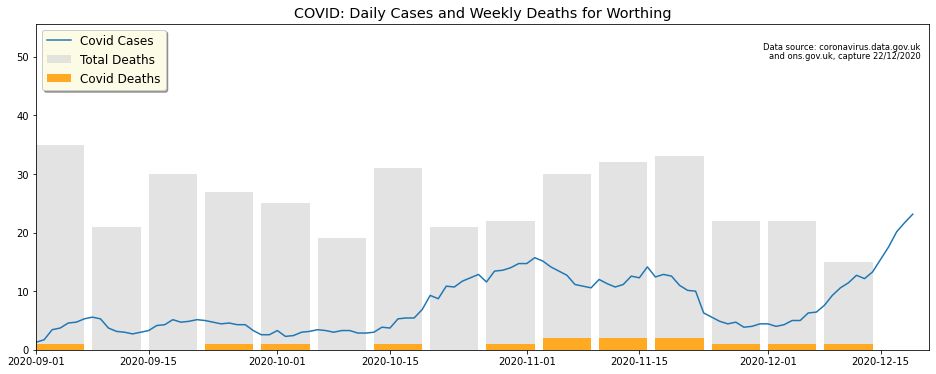 COVID: Daily Cases and Weekly Deaths for Worthing
Covid Cases
Total Deaths
Covid Deaths
Data source: coronavirus.data.gov.uk
and ons.gov.uk, capture 22/12/2020
50
40
30
20
10
0
2020-09-01
2020-09-15
2020-10-01
2020-10-15
2020-11-01
2020-11-15
2020-12-01
2020-12-15